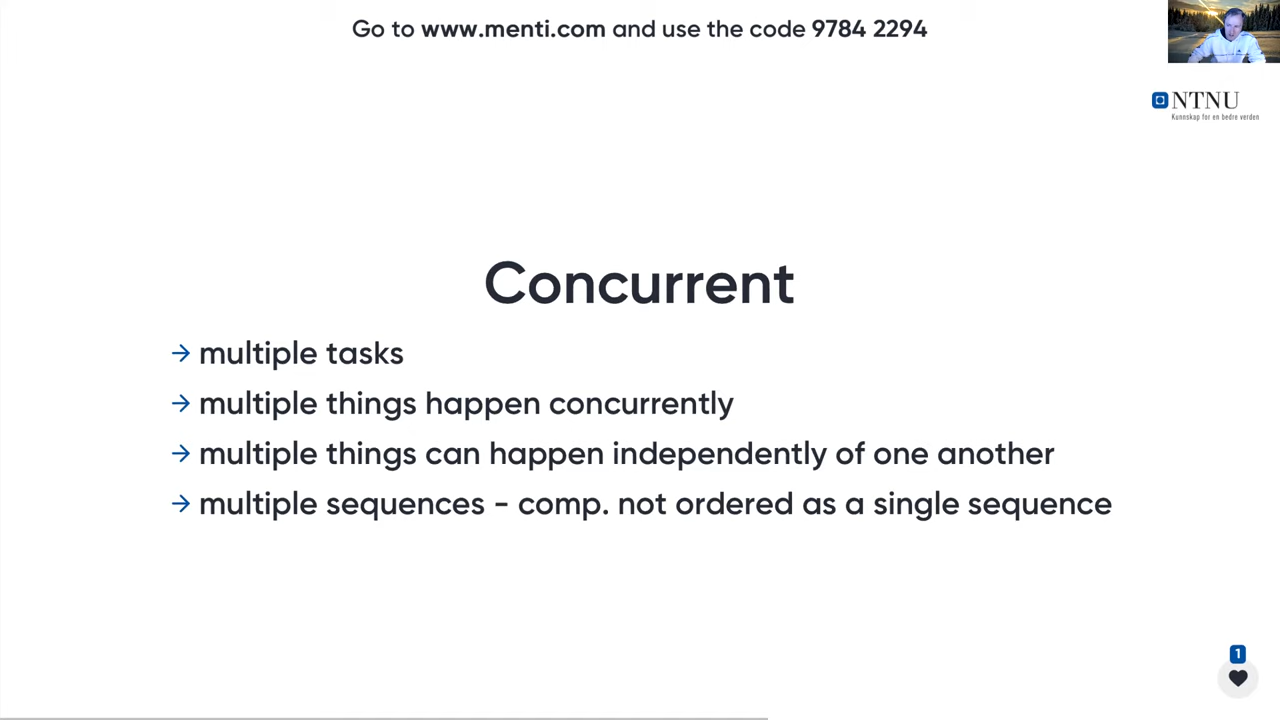 Go to www.menti.com and use the code 9784 2294
NTNU
Kunnskap for en bedre verden
Concurrent
→ multiple tasks
→ multiple things happen concurrently
→ multiple things can happen independently of one another
→ multiple sequences - comp. not ordered as a single sequence
1